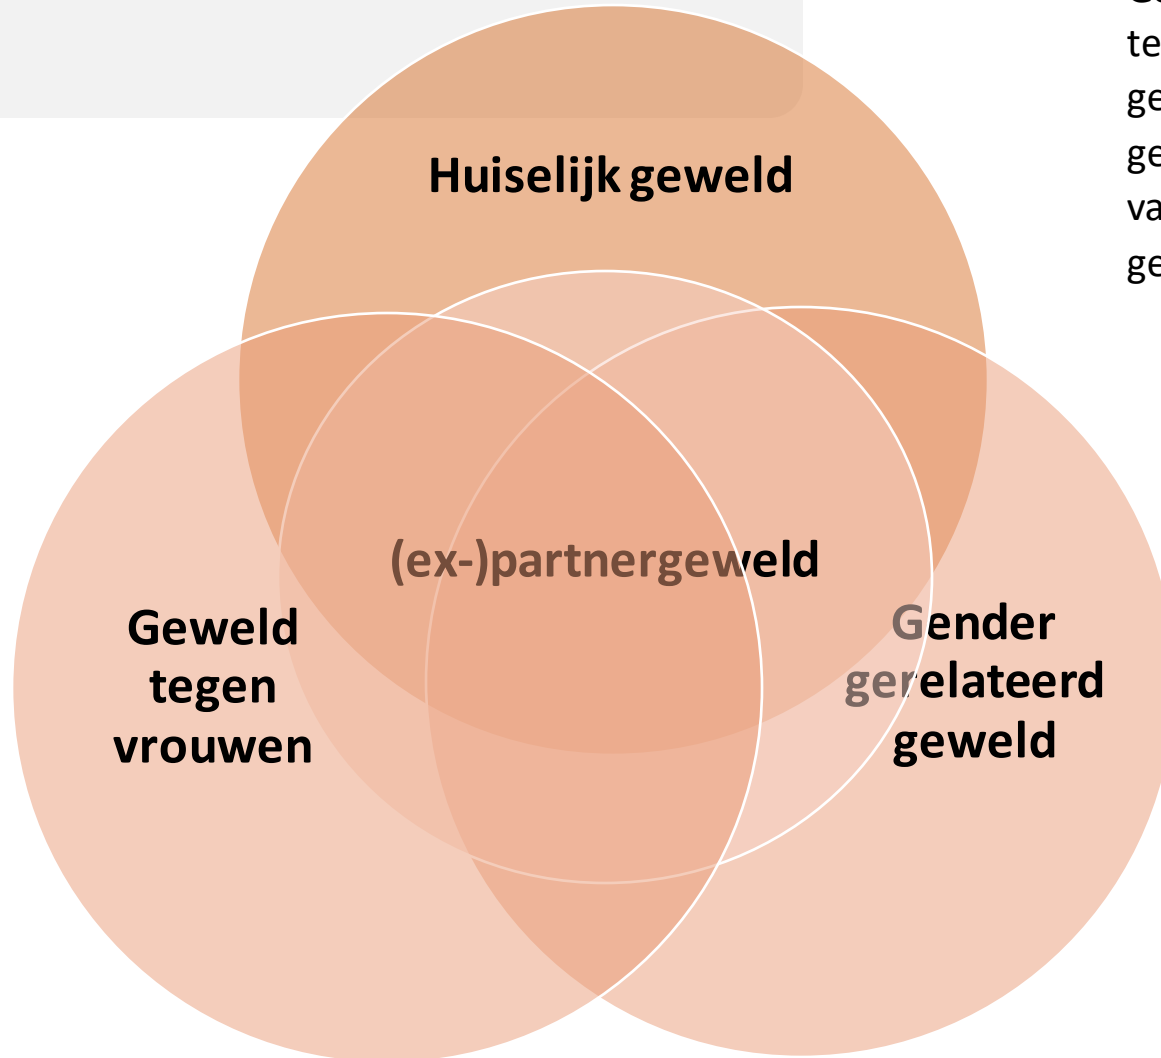 Huiselijk geweld
(ex-)partnergeweld
Geweld
tegen
vrouwen
Gender
gerelateerd
geweld